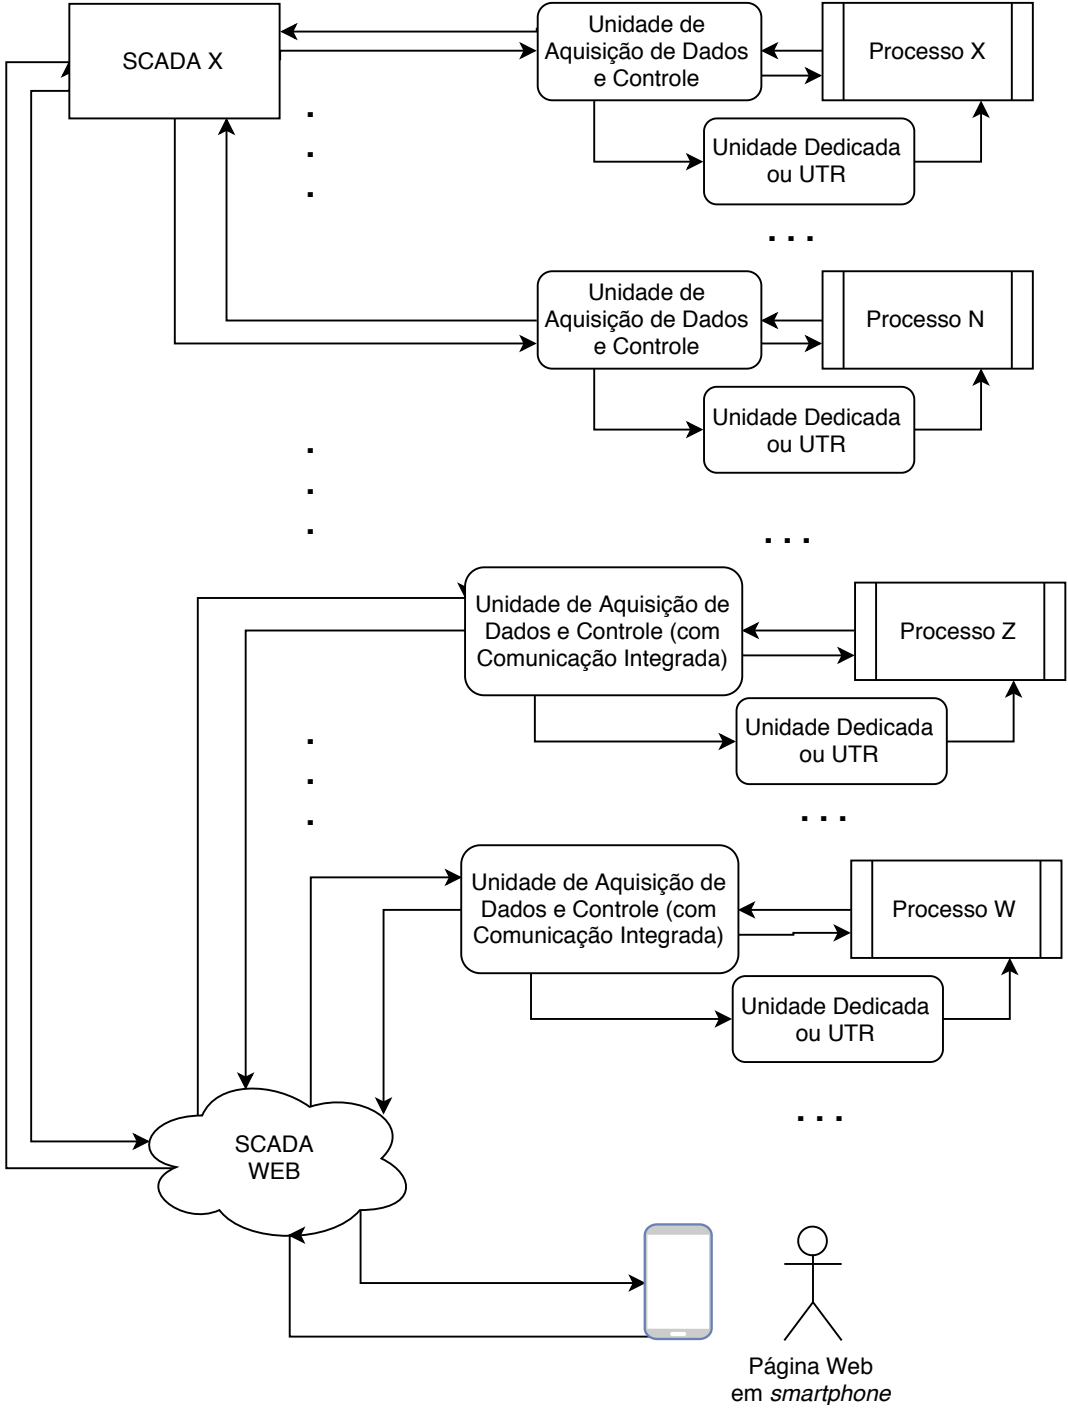 SCADA X
Unidade de
Aquisição de Dados
e Controle
Processo X
Unidade Dedicada
ou UTR
. . .
Unidade de
Aquisição de Dados
e Controle
Processo N
Unidade Dedicada
ou UTR
. . .
Unidade de Aquisição de
Dados e Controle (com
Comunicação Integrada)
Processo Z
Unidade Dedicada
ou UTR
. . .
Unidade de Aquisição de
Dados e Controle (com
Comunicação Integrada)
Processo W
Unidade Dedicada
ou UTR
. . .
SCADA
WEB
Página Web
em smartphone